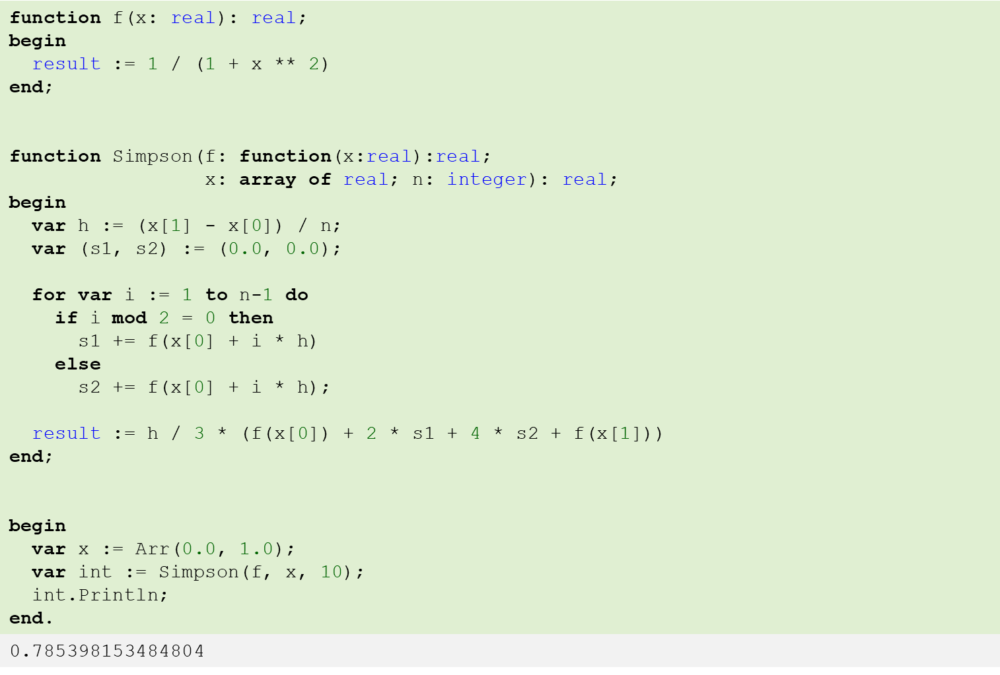 function f(x: real): real;
begin
  result := 1 / (1 + x ** 2)
end;
function Simpson(f: function(x:real):real;
                 x: array of real; n: integer): real;
begin
  var h := (x[1] - x[0]) / n;
  var (s1, s2) := (0.0, 0.0);
  for var i := 1 to n-1 do
    if i mod 2 = 0 then
      s1 += f(x[0] + i * h)
    else
      s2 += f(x[0] + i * h);
  result := h / 3 * (f(x[0]) + 2 * s1 + 4 * s2 + f(x[1]))
end;
begin
  var x := Arr(0.0, 1.0);
  var int := Simpson(f, x, 10);
  int.Println;
end.
0.785398153484804